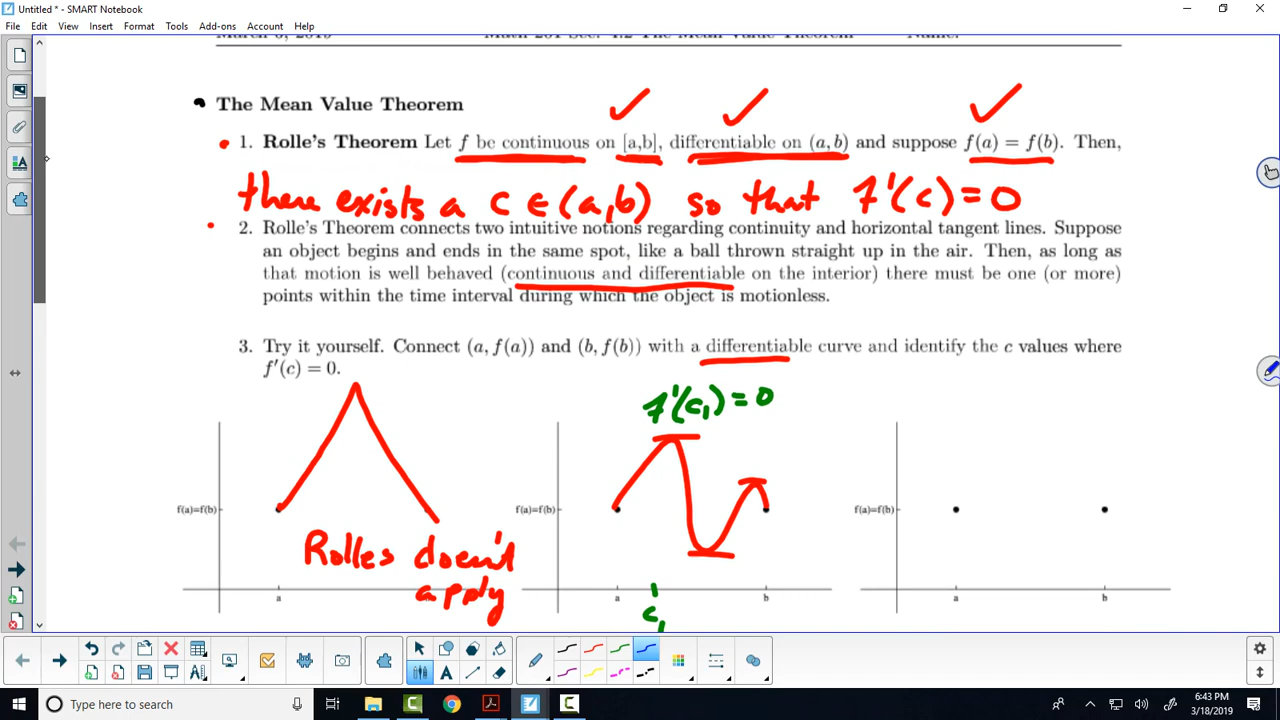 Untitled * - SMART Notebook
File Edit View Insert Format Tools Add-ons Account Help
The Mean Value Theorem
1. Rolle's Theorem Let f be continuous on [a,b], differentiable on (a, b) and suppose f(a) = f(b). Then,
there exists a c ∈ (a,b) so that f'(c) = 0
2. Rolle's Theorem connects two intuitive notions regarding continuity and horizontal tangent lines. Suppose
an object begins and ends in the same spot, like a ball thrown straight up in the air. Then, as long as
that motion is well behaved (continuous and differentiable on the interior) there must be one (or more)
points within the time interval during which the object is motionless.
3. Try it yourself. Connect (a, f(a)) and (b, f(b)) with a differentiable curve and identify the c values where
f′(c) = 0.
f'(c₁) = 0
f(a)=f(b) f(a)=f(b) f(a)=f(b)
Rolles doesn't
apply
a a b a b
c₁
Type here to search
6:43 PM
3/18/2019